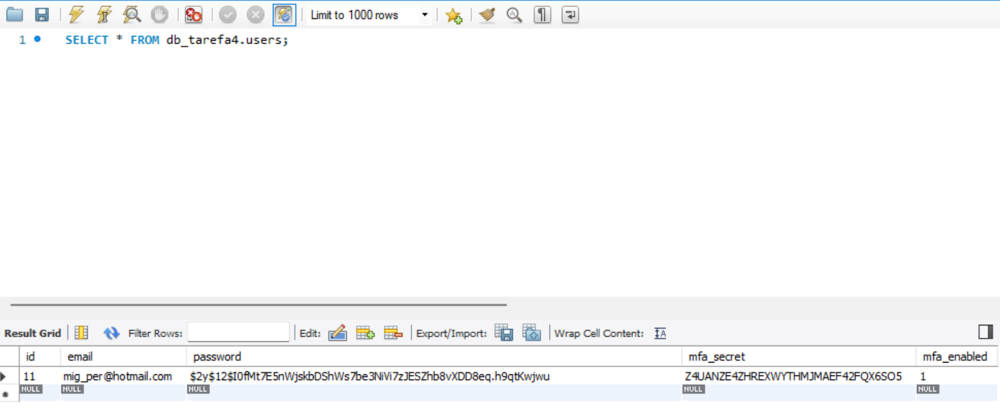 Limit to 1000 rows
1 SELECT * FROM db_tarefa4.users;
Result Grid Filter Rows: Edit: Export/Import: Wrap Cell Content:
id email password mfa_secret mfa_enabled
11 mig_per@hotmail.com $2y$12$I0fMt7E5nWjskbDShWs7be3NiVi7zJESZhb8vXDD8eq.h9qtKwjwu Z4UANZE4ZHREXWYTHMJMAEF42FQX6SO5 1
NULL NULL NULL NULL NULL